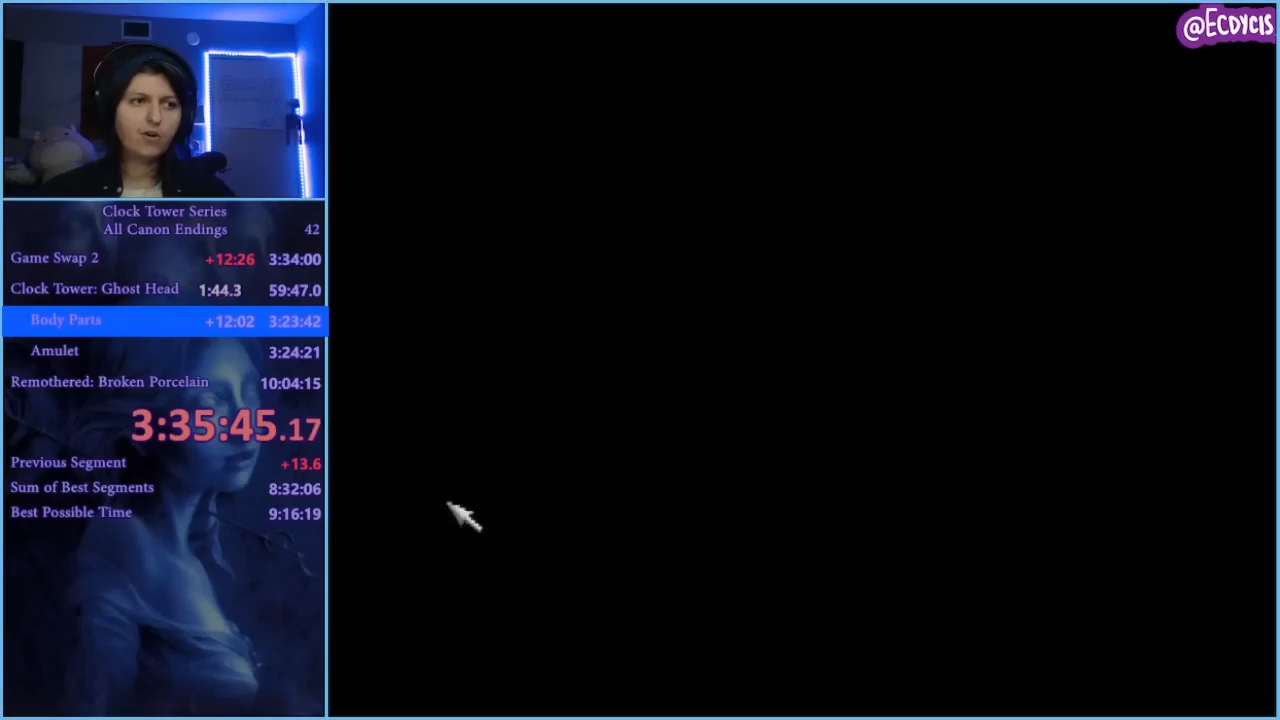 @ECDYCIS
Clock Tower Series
All Canon Endings 42
Game Swap 2 +12:26 3:34:00
Clock Tower: Ghost Head 1:44.3 59:47.0
Body Parts +12:02 3:23:42
Amulet 3:24:21
Remothered: Broken Porcelain 10:04:15
3:35:45.17
Previous Segment +13.6
Sum of Best Segments 8:32:06
Best Possible Time 9:16:19